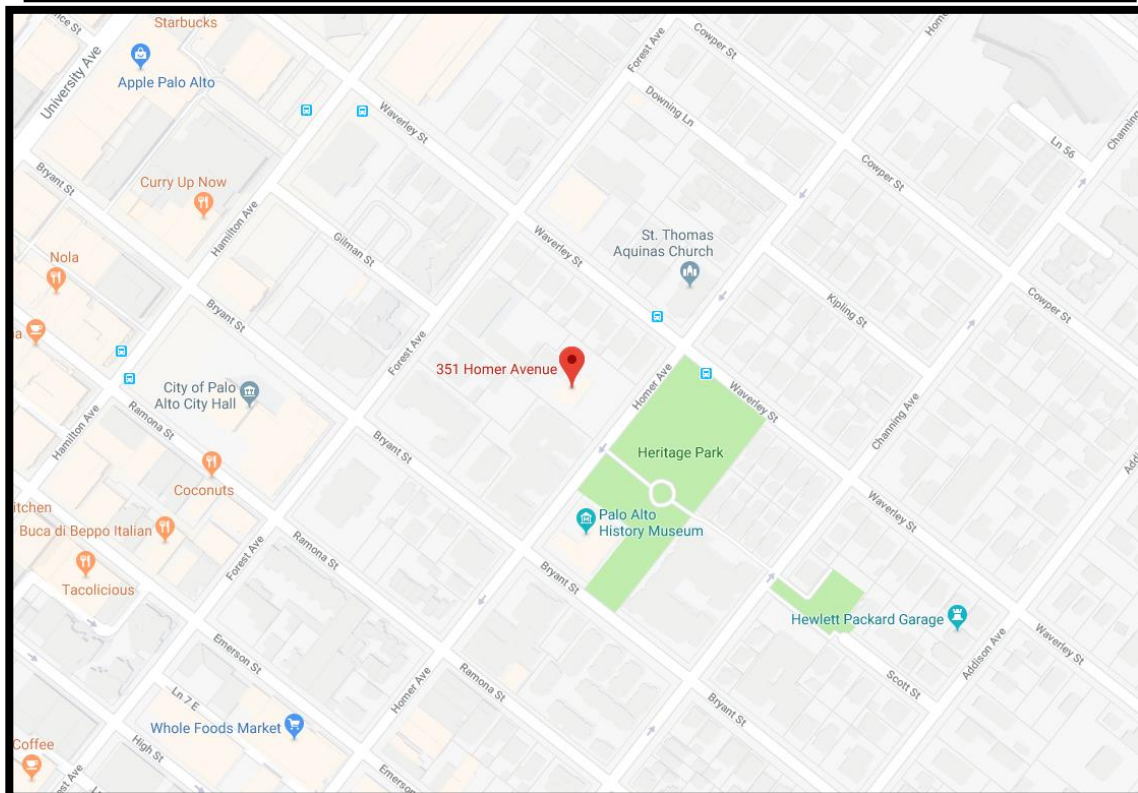 Starbucks
Apple Palo Alto
University Ave
Waverley St
Forest Ave
Cowper St
Downing Ln
Ln 56
Channing
Cowper St
Bryant St
Curry Up Now
Hamilton Ave
Nola
Gilman St
Waverley St
St. Thomas
Aquinas Church
Kipling St
Cowper St
Bryant St
Forest Ave
351 Homer Avenue
Homer Ave
Waverley St
Channing Ave
City of Palo
Alto City Hall
Hamilton Ave
Ramona St
Bryant St
Heritage Park
Coconuts
Buca di Beppo Italian
Palo Alto
History Museum
Waverley St
Tacolicious
Forest Ave
Ramona St
Bryant St
Hewlett Packard Garage
Addison Ave
Waverley St
Emerson St
Homer Ave
Ramona St
Scott St
Ln 7 E
Bryant St
Whole Foods Market
High St
Coffee
Emerson